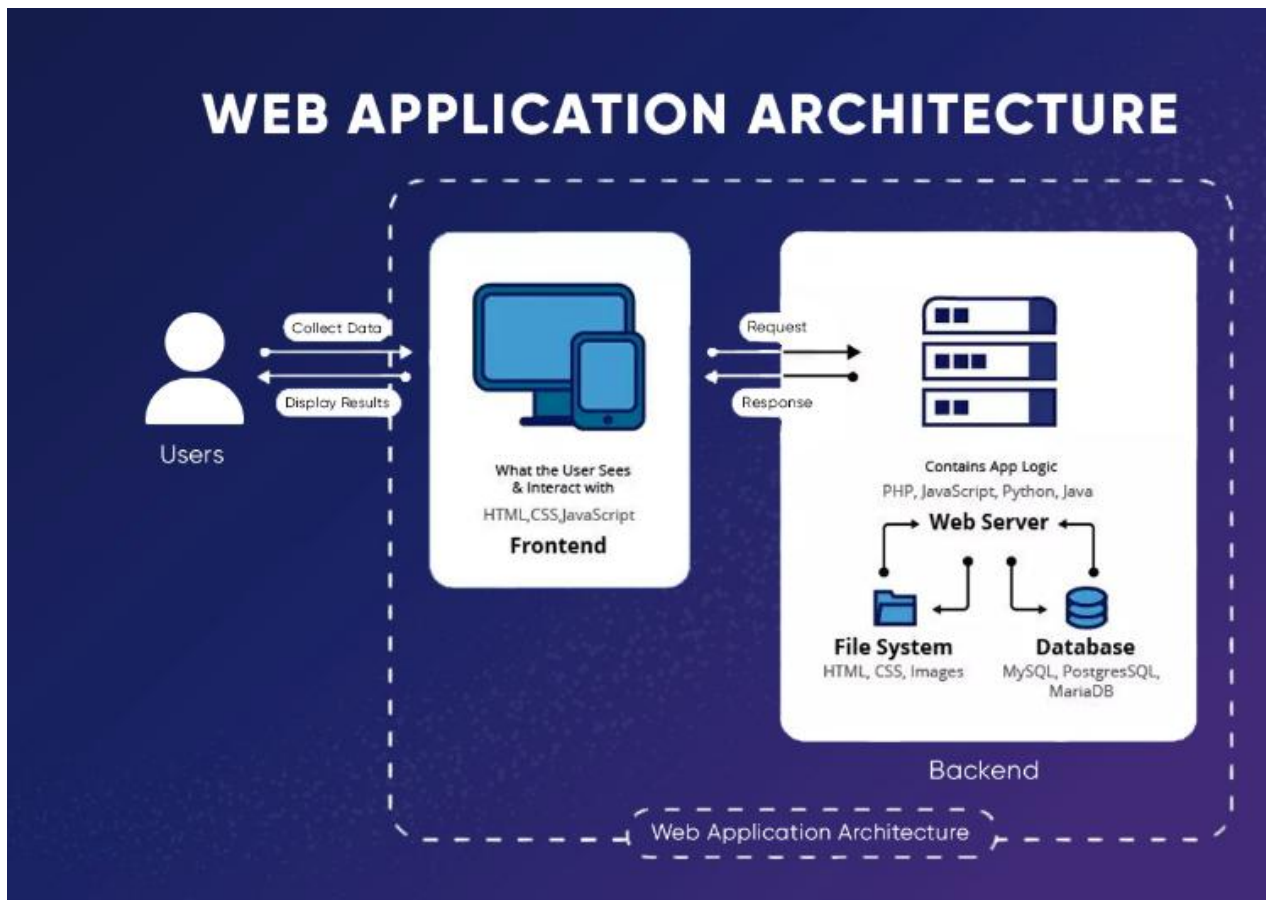 WEB APPLICATION ARCHITECTURE
Collect Data
Display Results
Users
What the User Sees
& Interact with
HTML,CSS,JavaScript
Frontend
Request
Response
Contains App Logic
PHP, JavaScript, Python, Java
Web Server
File System
HTML, CSS, Images
Database
MySQL, PostgresSQL,
MariaDB
Backend
Web Application Architecture